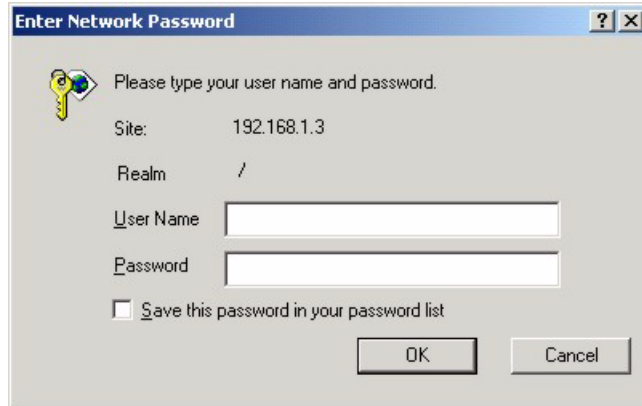 Enter Network Password
Please type your user name and password.
Site: 192.168.1.3
Realm /
User Name
Password
Save this password in your password list
OK Cancel